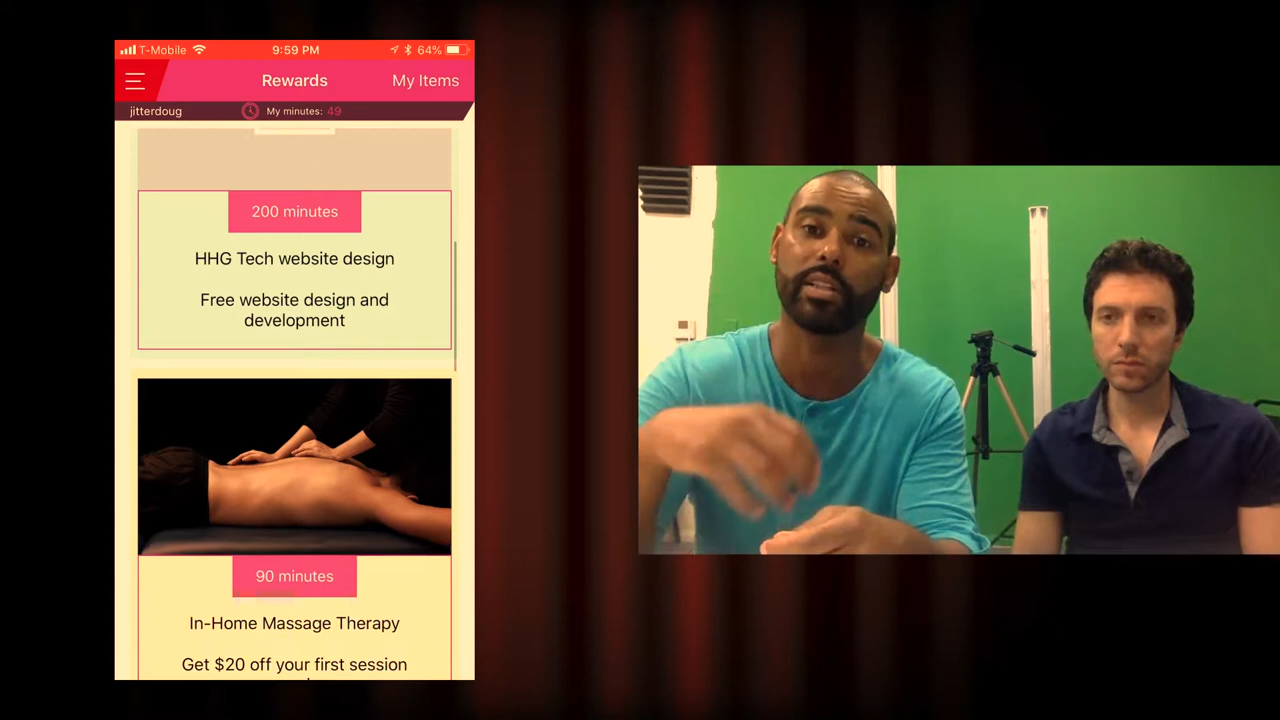 T-Mobile 9:59 PM 64%
Rewards My Items
jitterdoug My minutes: 49
200 minutes
HHG Tech website design
Free website design and
development
90 minutes
In-Home Massage Therapy
Get $20 off your first session